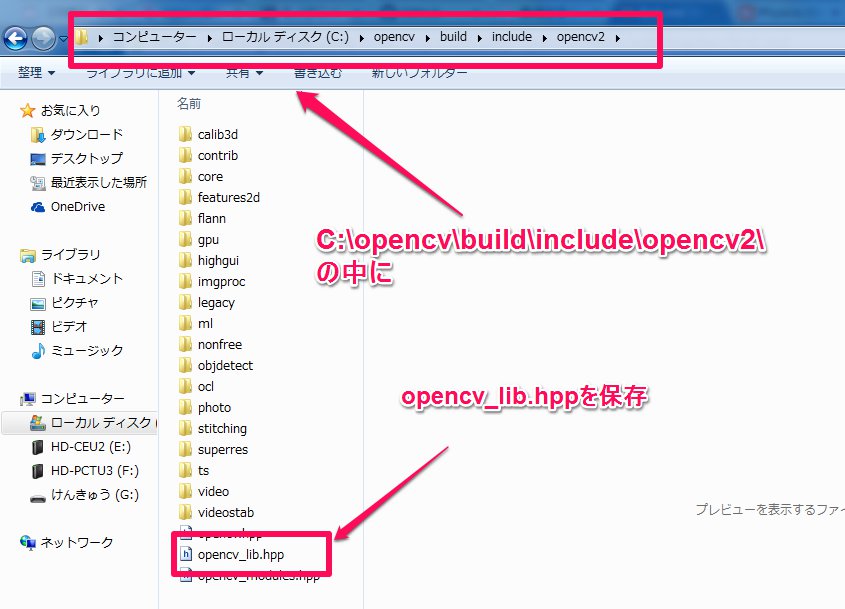 コンピューター ローカル ディスク (C:) opencv build include opencv2
整理 ライブラリに追加 共有 書き込む 新しいフォルダー
お気に入り
ダウンロード
デスクトップ
最近表示した場所
OneDrive
ライブラリ
ドキュメント
ピクチャ
ビデオ
ミュージック
コンピューター
ローカル ディスク (
HD-CEU2 (E:)
HD-PCTU3 (F:)
けんきゅう (G:)
ネットワーク
名前
calib3d
contrib
core
features2d
flann
gpu
highgui
imgproc
legacy
ml
nonfree
objdetect
ocl
photo
stitching
superres
ts
video
videostab
opencv.hpp
opencv_lib.hpp
opencv_modules.hpp
C:\opencv\build\include\opencv2\
の中に
opencv_lib.hppを保存
プレビューを表示するファイ